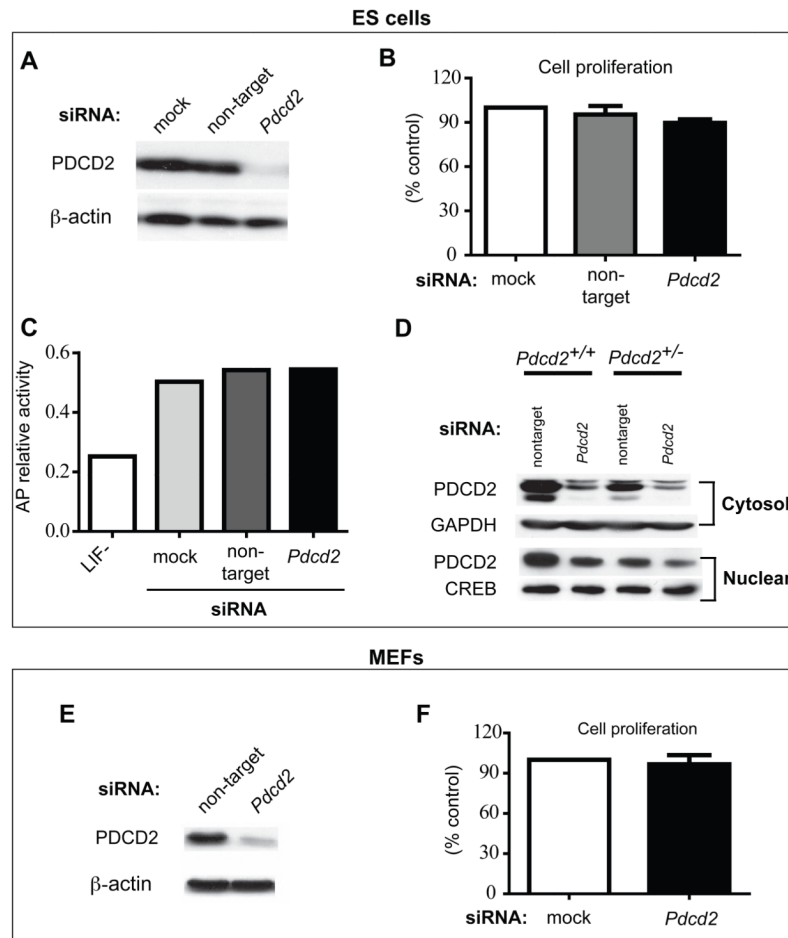 ES cells
A
siRNA:
mock
non-target
Pdcd2
PDCD2
β-actin
B
Cell proliferation
(% control)
120
90
60
30
0
siRNA: mock non-target Pdcd2
C
AP relative activity
0.6
0.4
0.2
0.0
LIF- mock non-target Pdcd2
siRNA
D
Pdcd2+/+ Pdcd2+/-
siRNA:
nontarget
Pdcd2
nontarget
Pdcd2
PDCD2
GAPDH
Cytosol
PDCD2
CREB
Nuclear
MEFs
E
siRNA:
non-target
Pdcd2
PDCD2
β-actin
F
Cell proliferation
(% control)
120
90
60
30
0
siRNA: mock Pdcd2